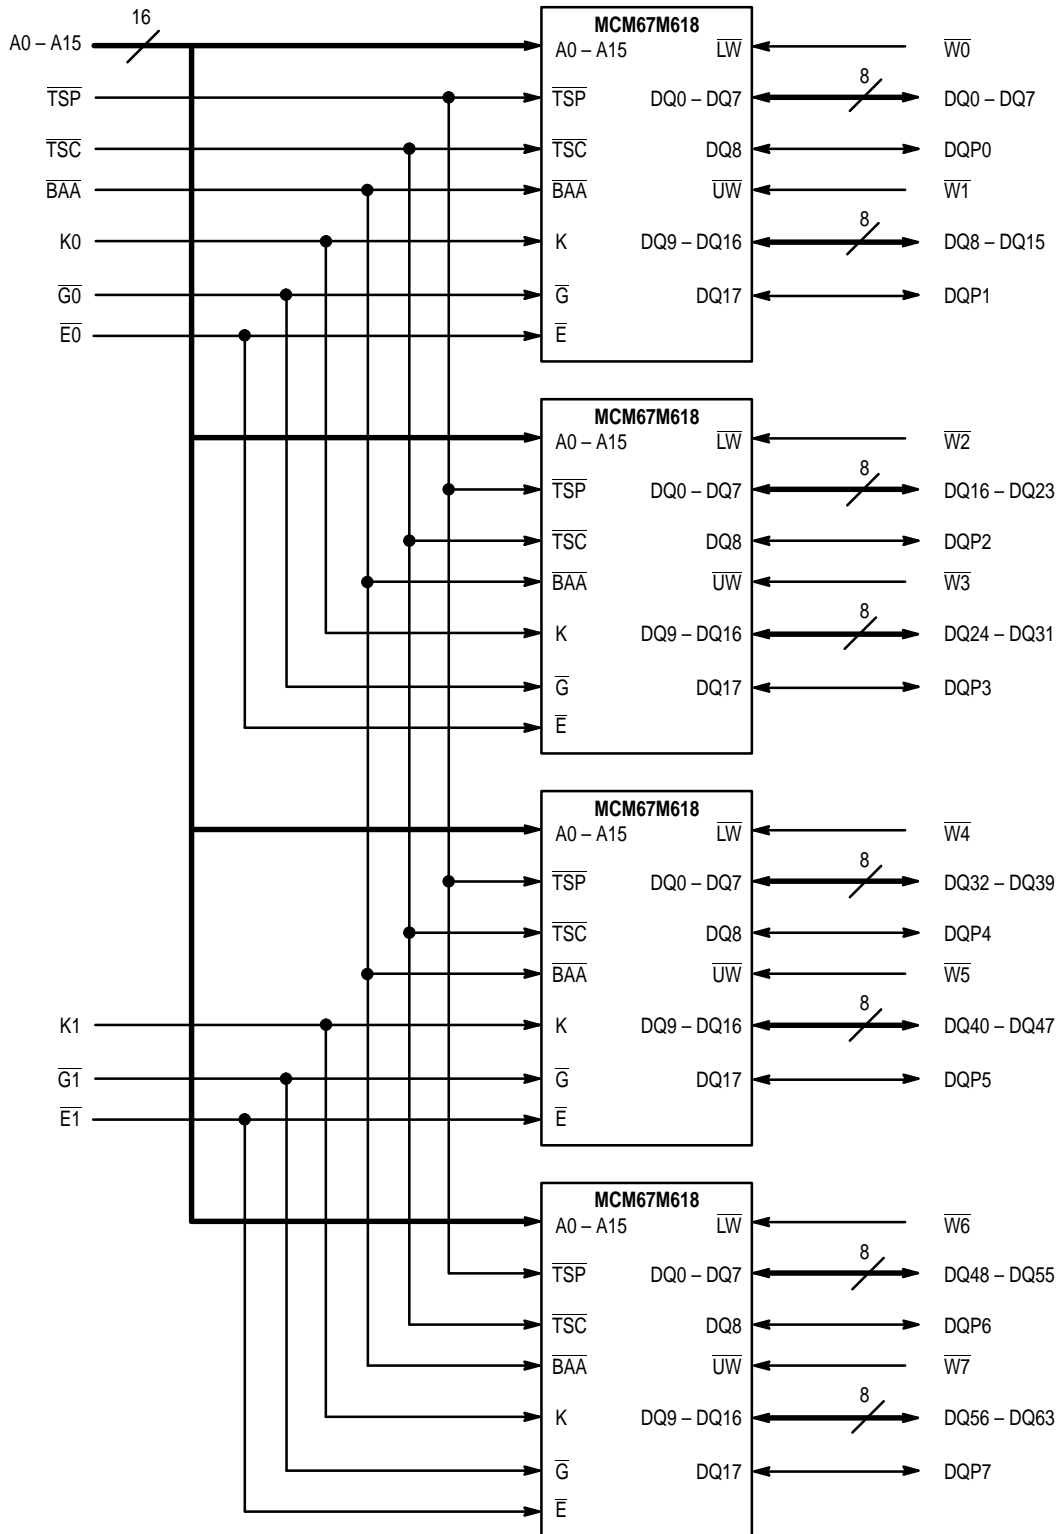 16
MCM67M618
A0 – A15 A0 – A15 LW W0
8
TSP TSP DQ0 – DQ7 DQ0 – DQ7
TSC TSC DQ8 DQP0
BAA BAA UW W1
8
K0 K DQ9 – DQ16 DQ8 – DQ15
G0 G DQ17 DQP1
E0 E
MCM67M618
A0 – A15 LW W2
8
TSP DQ0 – DQ7 DQ16 – DQ23
TSC DQ8 DQP2
BAA UW W3
8
K DQ9 – DQ16 DQ24 – DQ31
G DQ17 DQP3
E
MCM67M618
A0 – A15 LW W4
8
TSP DQ0 – DQ7 DQ32 – DQ39
TSC DQ8 DQP4
BAA UW W5
8
K1 K DQ9 – DQ16 DQ40 – DQ47
G1 G DQ17 DQP5
E1 E
MCM67M618
A0 – A15 LW W6
8
TSP DQ0 – DQ7 DQ48 – DQ55
TSC DQ8 DQP6
BAA UW W7
8
K DQ9 – DQ16 DQ56 – DQ63
G DQ17 DQP7
E